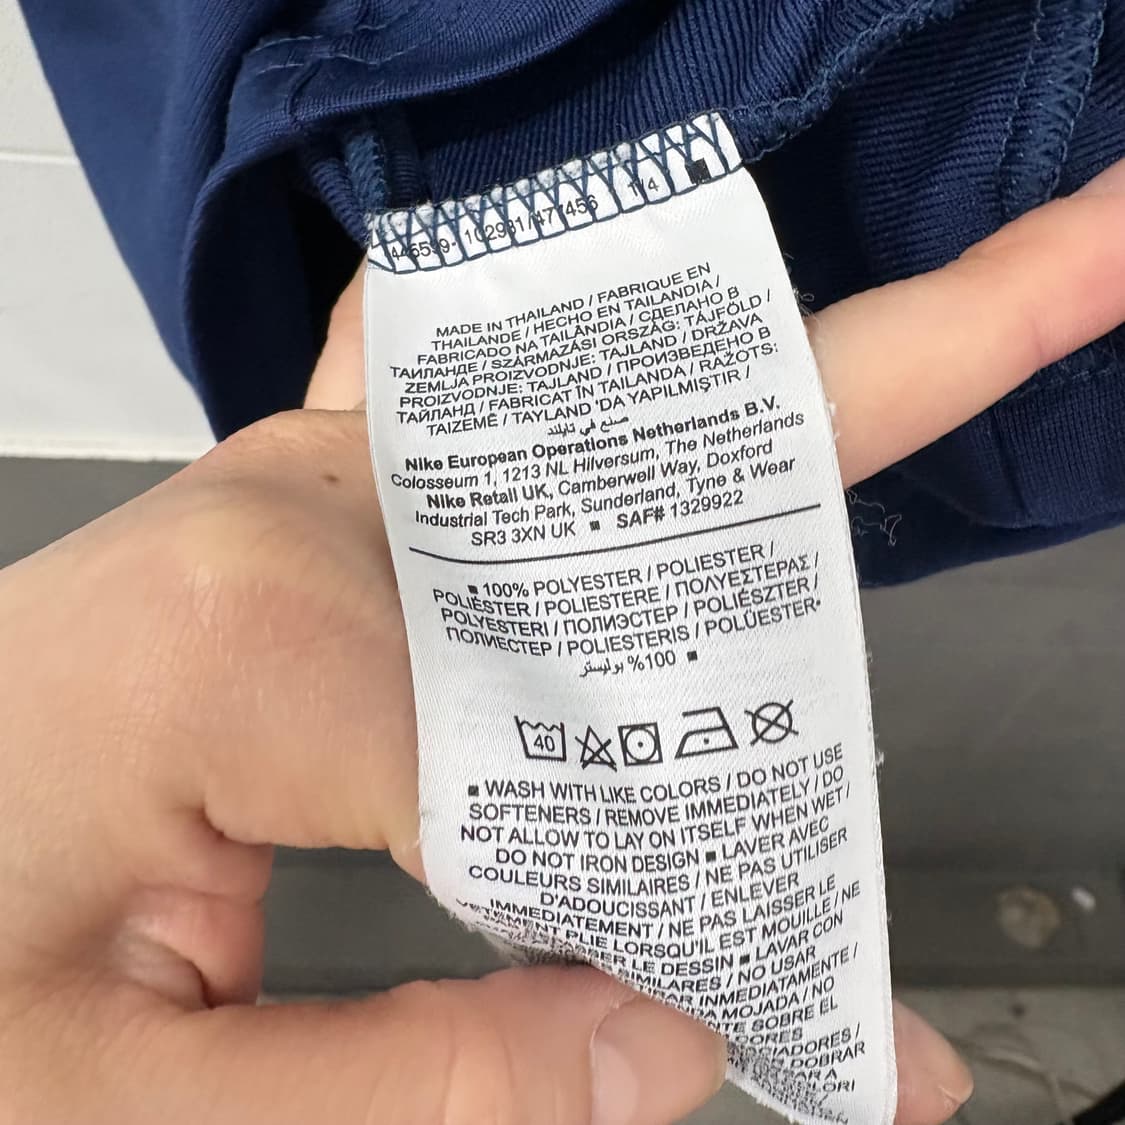 446599- 102981/477456 1/4
MADE IN THAILAND / FABRIQUE EN
THAILANDE / HECHO EN TAILANDIA /
FABRICADO NA TAILÂNDIA / СДЕЛАНО В
ТАИЛАНДЕ / SZÁRMAZÁSI ORSZÁG: TÁJFÖLD /
ZEMLJA PROIZVODNJE: TAJLAND / DRŽAVA
PROIZVODNJE: TAJLAND / ПРОИЗВЕДЕНО В
ТАЙЛАНД / FABRICAT ÎN TAILANDA / RAŽOTS:
TAIZEMĒ / TAYLAND 'DA YAPILMIŞTIR /
صنع في تايلاند
Nike European Operations Netherlands B.V.
Colosseum 1, 1213 NL Hilversum, The Netherlands
Nike Retail UK, Camberwell Way, Doxford
Industrial Tech Park, Sunderland, Tyne & Wear
SR3 3XN UK ■ SAF# 1329922
■ 100% POLYESTER / POLIESTER /
POLIÉSTER / POLIESTERE / ΠΟΛΥΕΣΤΕΡΑΣ /
POLYESTERI / ПОЛИЭСТЕР / POLIÉSZTER /
ПОЛИЕСТЕР / POLIESTERIS / POLÜESTER
100% بوليستر ■
40
■ WASH WITH LIKE COLORS / DO NOT USE
SOFTENERS / REMOVE IMMEDIATELY / DO
NOT ALLOW TO LAY ON ITSELF WHEN WET /
DO NOT IRON DESIGN ■ LAVER AVEC
COULEURS SIMILAIRES / NE PAS UTILISER
D'ADOUCISSANT / ENLEVER
IMMEDIATEMENT / NE PAS LAISSER LE
VETEMENT PLIE LORSQU'IL EST MOUILLE / NE
LE DESSIN ■ LAVAR CON
/ NO USAR
INMEDIATAMENTE /
MOJADA / NO
SOBRE EL
DOBRAR